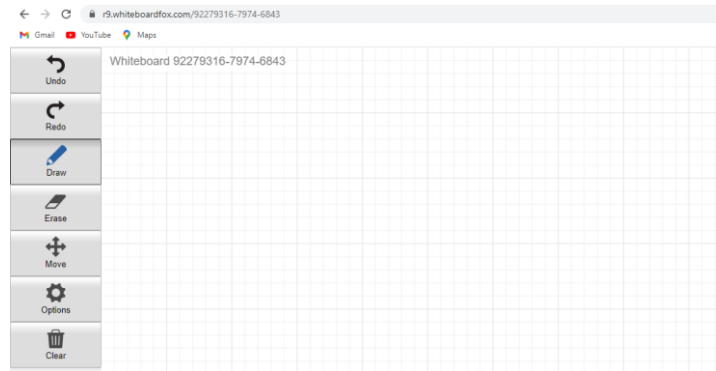 r9.whiteboardfox.com/92279316-7974-6843
Gmail YouTube Maps
Whiteboard 92279316-7974-6843
Undo
Redo
Draw
Erase
Move
Options
Clear